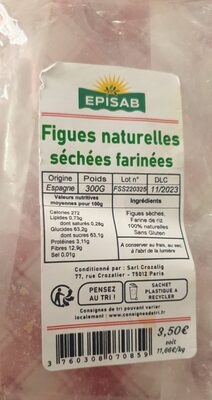 EPISAB
Figues naturelles
séchées farinées
Origine Poids Lot n° DLC
Espagne 300G FSS220325 11/2023
Valeurs nutritives
moyennes pour 100g
Calories 272
Lipides 0,73g
dont saturés 0,28g
Glucides 63,2g
dont sucres 63,1g
Protéines 3,11g
Fibres 12,9g
Sel 0,01g
Ingrédients
Figues sèches,
Farine de riz
100% naturelles
Sans Gluten
A conserver au frais, au sec,
à l'abri de la lumière
Conditionné par : Sarl Crozalig
77, rue Crozatier - 75012 Paris
PENSEZ
AU TRI !
SACHET
PLASTIQUE À
RECYCLER
Consignes de tri pouvant varier
localement : www.consignesdetri.fr
3,50€
soit
11,66€/kg
3 760308 070859